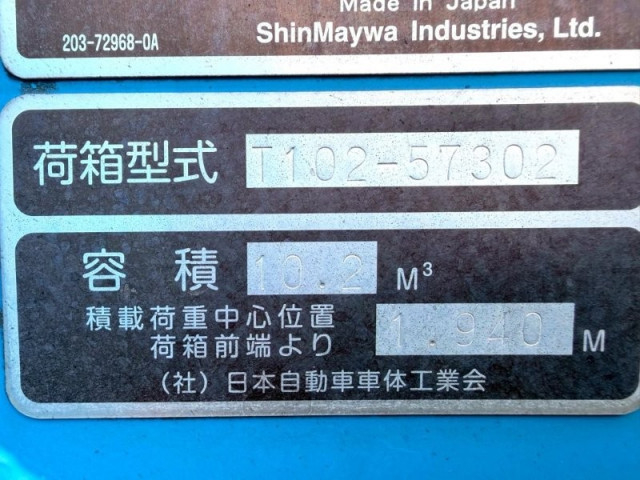 Made in Japan
203-72968-0A
ShinMaywa Industries, Ltd.
荷箱型式 T102-57302
容積 10.2 M³
積載荷重中心位置
荷箱前端より 1.940 M
（社）日本自動車車体工業会